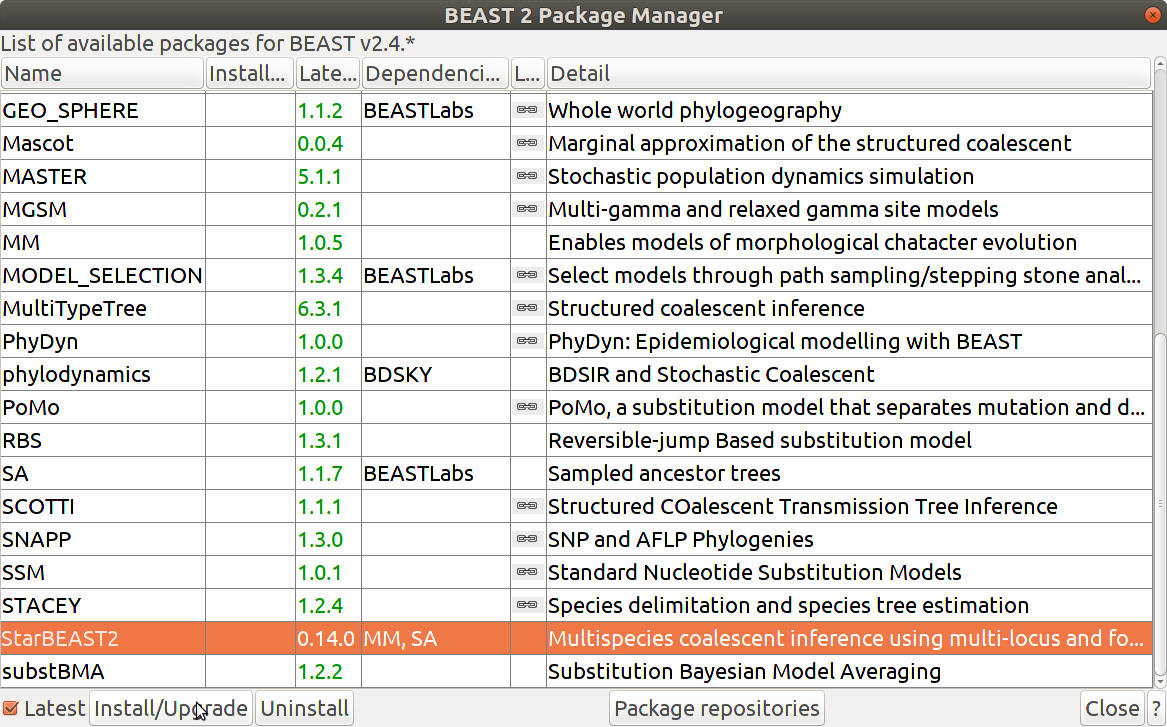 BEAST 2 Package Manager
List of available packages for BEAST v2.4.*
Name Install... Late... Dependenci... L... Detail
GEO_SPHERE 1.1.2 BEASTLabs Whole world phylogeography
Mascot 0.0.4 Marginal approximation of the structured coalescent
MASTER 5.1.1 Stochastic population dynamics simulation
MGSM 0.2.1 Multi-gamma and relaxed gamma site models
MM 1.0.5 Enables models of morphological chatacter evolution
MODEL_SELECTION 1.3.4 BEASTLabs Select models through path sampling/stepping stone anal...
MultiTypeTree 6.3.1 Structured coalescent inference
PhyDyn 1.0.0 PhyDyn: Epidemiological modelling with BEAST
phylodynamics 1.2.1 BDSKY BDSIR and Stochastic Coalescent
PoMo 1.0.0 PoMo, a substitution model that separates mutation and d...
RBS 1.3.1 Reversible-jump Based substitution model
SA 1.1.7 BEASTLabs Sampled ancestor trees
SCOTTI 1.1.1 Structured COalescent Transmission Tree Inference
SNAPP 1.3.0 SNP and AFLP Phylogenies
SSM 1.0.1 Standard Nucleotide Substitution Models
STACEY 1.2.4 Species delimitation and species tree estimation
StarBEAST2 0.14.0 MM, SA Multispecies coalescent inference using multi-locus and fo...
substBMA 1.2.2 Substitution Bayesian Model Averaging
Latest Install/Upgrade Uninstall Package repositories Close ?